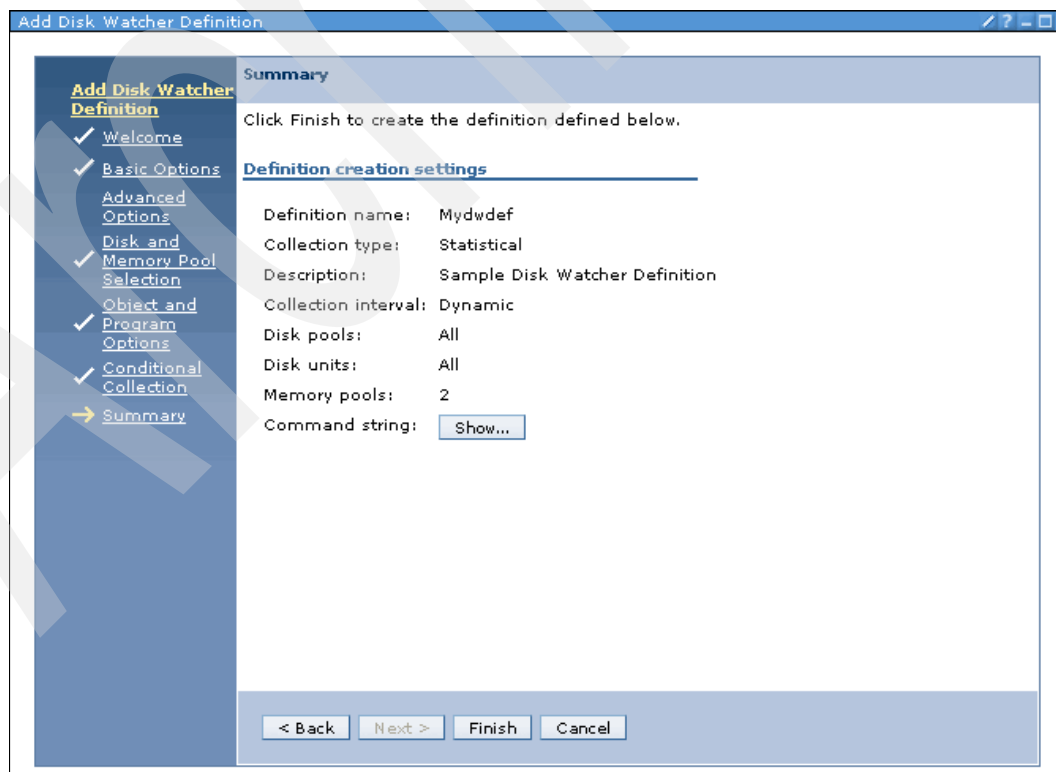 Add Disk Watcher Definition
Add Disk Watcher
Definition
Welcome
Basic Options
Advanced
Options
Disk and
Memory Pool
Selection
Object and
Program
Options
Conditional
Collection
Summary
Summary
Click Finish to create the definition defined below.
Definition creation settings
Definition name: Mydwdef
Collection type: Statistical
Description: Sample Disk Watcher Definition
Collection interval: Dynamic
Disk pools: All
Disk units: All
Memory pools: 2
Command string: Show...
< Back Next > Finish Cancel